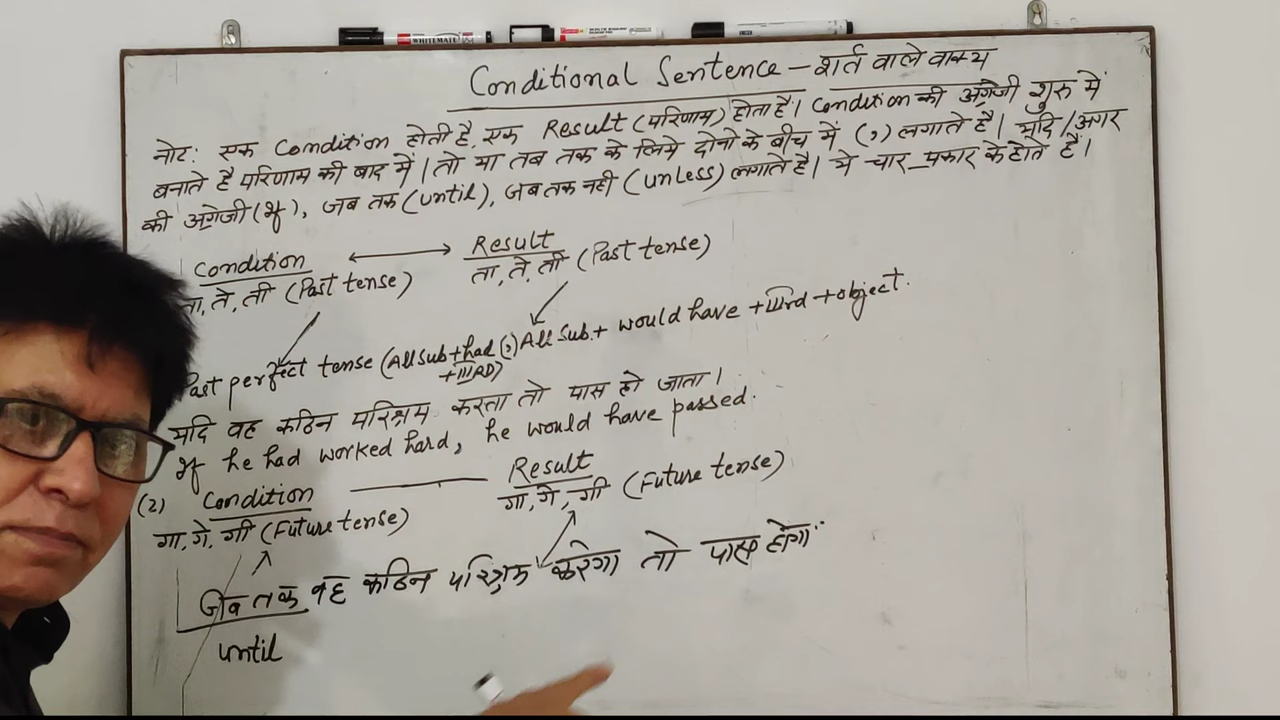 WHITEMATE
Conditional Sentence – शर्त वाले वाक्य
नोट: एक Condition होती है, एक Result (परिणाम) होता है। Condition की अंग्रेजी शुरु में
बनाते है परिणाम की बाद में। तो या तब तक के लिये दोनो के बीच में (,) लगाते है। यदि/अगर
की अंग्रेजी (If), जब तक (until), जब तक नही (unless) लगाते है। ये चार प्रकार के होते है।
Condition ⟷ Result
ता, ते, ती (Past tense) ता, ते, ती (Past tense)
Past perfect tense (All Sub + had (,) All Sub. + would have + IIIrd + object.
+ IIIRD)
यदि वह कठिन परिश्रम करता तो पास हो जाता।
If he had worked hard, he would have passed.
(2) Condition — Result
गा, गे, गी (Future tense) गा, गे, गी (Future tense)
जब तक वह कठिन परिश्रम करेगा तो पास होगा
until